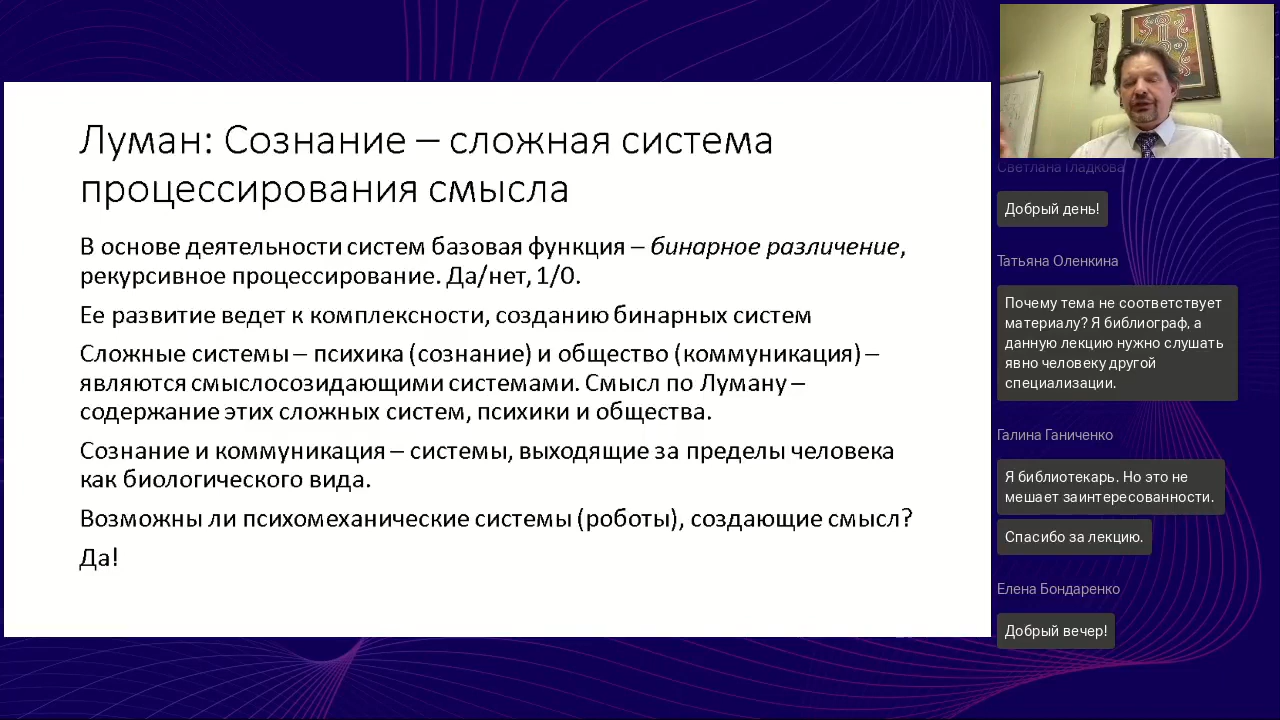 Луман: Сознание – сложная система
процессирования смысла
В основе деятельности систем базовая функция – бинарное различение,
рекурсивное процессирование. Да/нет, 1/0.
Ее развитие ведет к комплексности, созданию бинарных систем
Сложные системы – психика (сознание) и общество (коммуникация) –
являются смыслосозидающими системами. Смысл по Луману –
содержание этих сложных систем, психики и общества.
Сознание и коммуникация – системы, выходящие за пределы человека
как биологического вида.
Возможны ли психомеханические системы (роботы), создающие смысл?
Да!
Светлана Гладкова
Добрый день!
Татьяна Оленкина
Почему тема не соответствует
материалу? Я библиограф, а
данную лекцию нужно слушать
явно человеку другой
специализации.
Галина Ганиченко
Я библиотекарь. Но это не
мешает заинтересованности.
Спасибо за лекцию.
Елена Бондаренко
Добрый вечер!